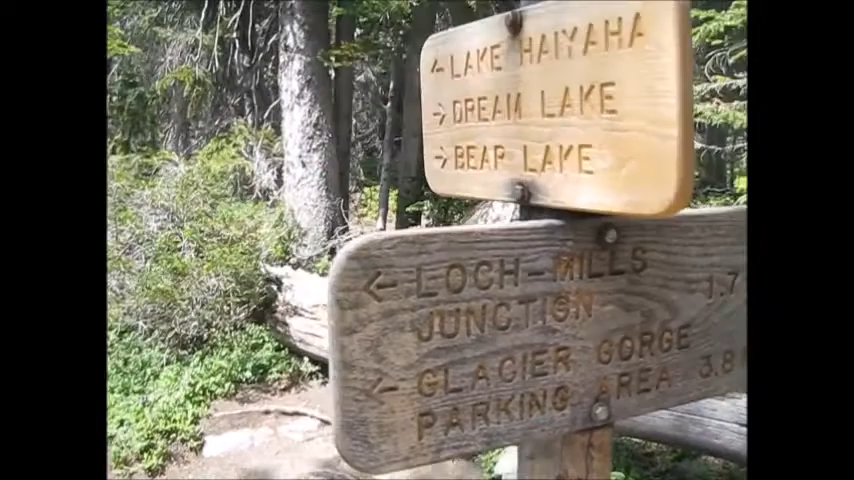 ← LAKE HAIYAHA
→ DREAM LAKE
→ BEAR LAKE
< LOCH - MILLS
JUNCTION 1.7
< GLACIER GORGE
PARKING AREA 3.8